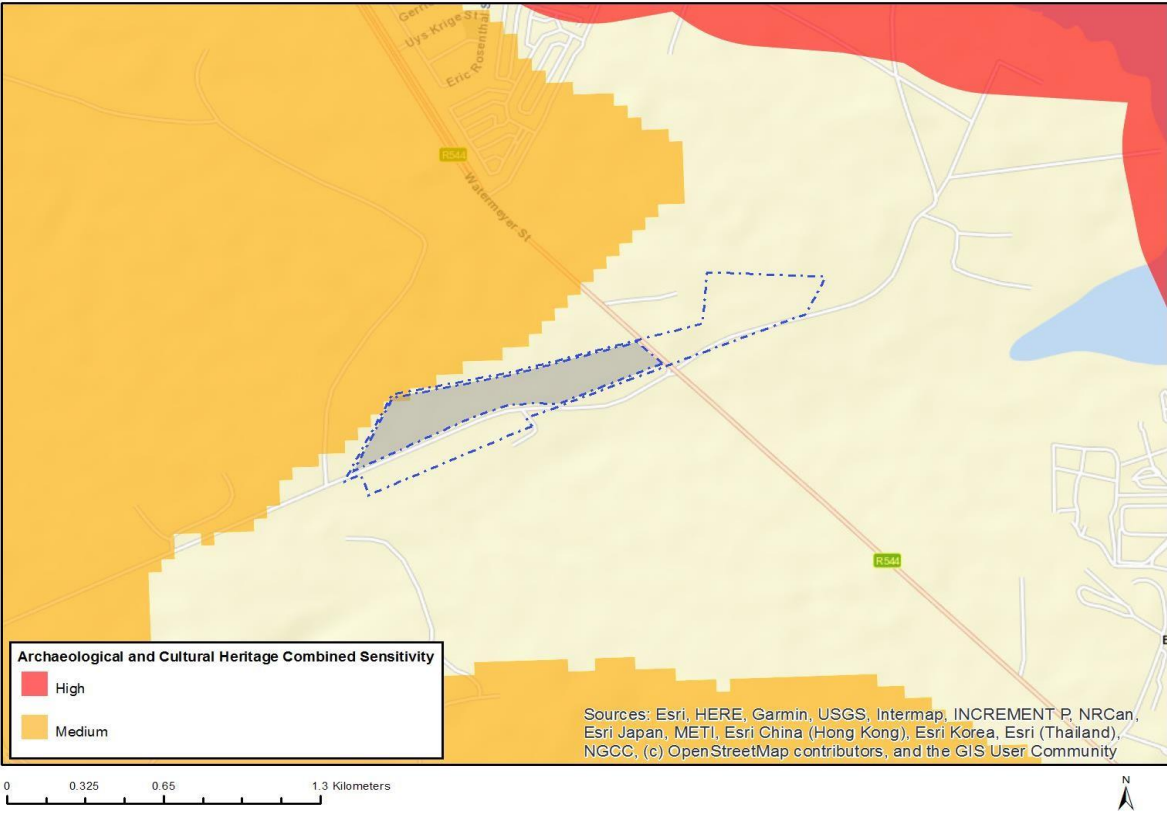 Uys Krige St
Eric Rosenthal S
R544
Watermeyer St
R544
Archaeological and Cultural Heritage Combined Sensitivity
High
Medium
Sources: Esri, HERE, Garmin, USGS, Intermap, INCREMENT P, NRCan,
Esri Japan, METI, Esri China (Hong Kong), Esri Korea, Esri (Thailand),
NGCC, (c) OpenStreetMap contributors, and the GIS User Community
0 0.325 0.65 1.3 Kilometers
N